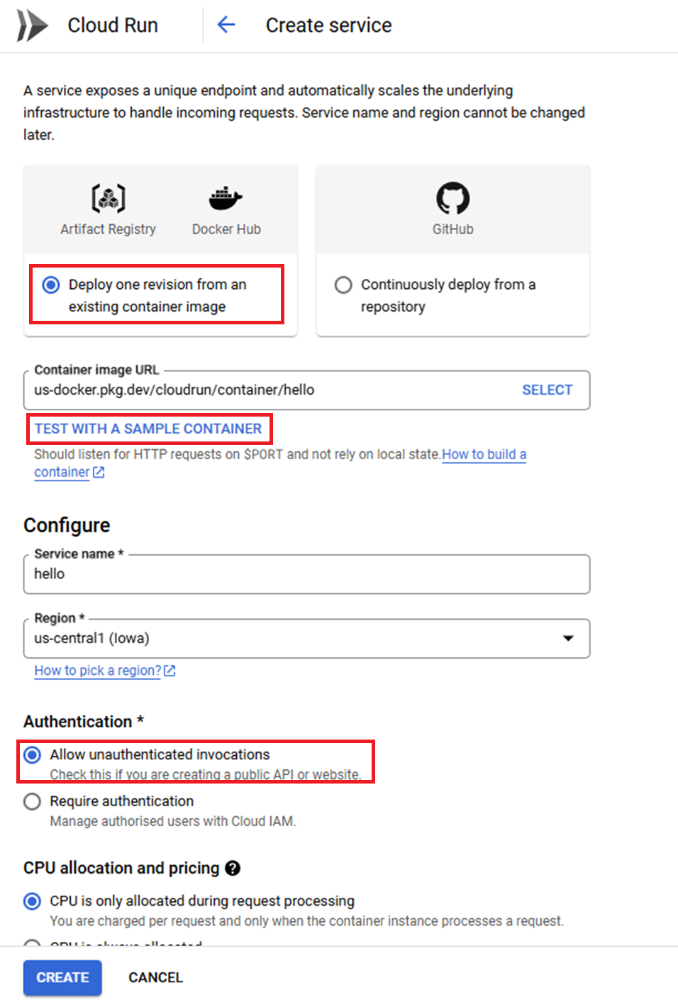 Cloud Run
Create service
A service exposes a unique endpoint and automatically scales the underlying
infrastructure to handle incoming requests. Service name and region cannot be changed
later.
Artifact Registry
Docker Hub
GitHub
Deploy one revision from an
existing container image
Continuously deploy from a
repository
Container image URL
us-docker.pkg.dev/cloudrun/container/hello
SELECT
TEST WITH A SAMPLE CONTAINER
Should listen for HTTP requests on $PORT and not rely on local state.How to build a
container
Configure
Service name *
hello
Region *
us-central1 (Iowa)
How to pick a region?
Authentication *
Allow unauthenticated invocations
Check this if you are creating a public API or website.
Require authentication
Manage authorised users with Cloud IAM.
CPU allocation and pricing ?
CPU is only allocated during request processing
You are charged per request and only when the container instance processes a request.
CPU is always allocated
CREATE
CANCEL